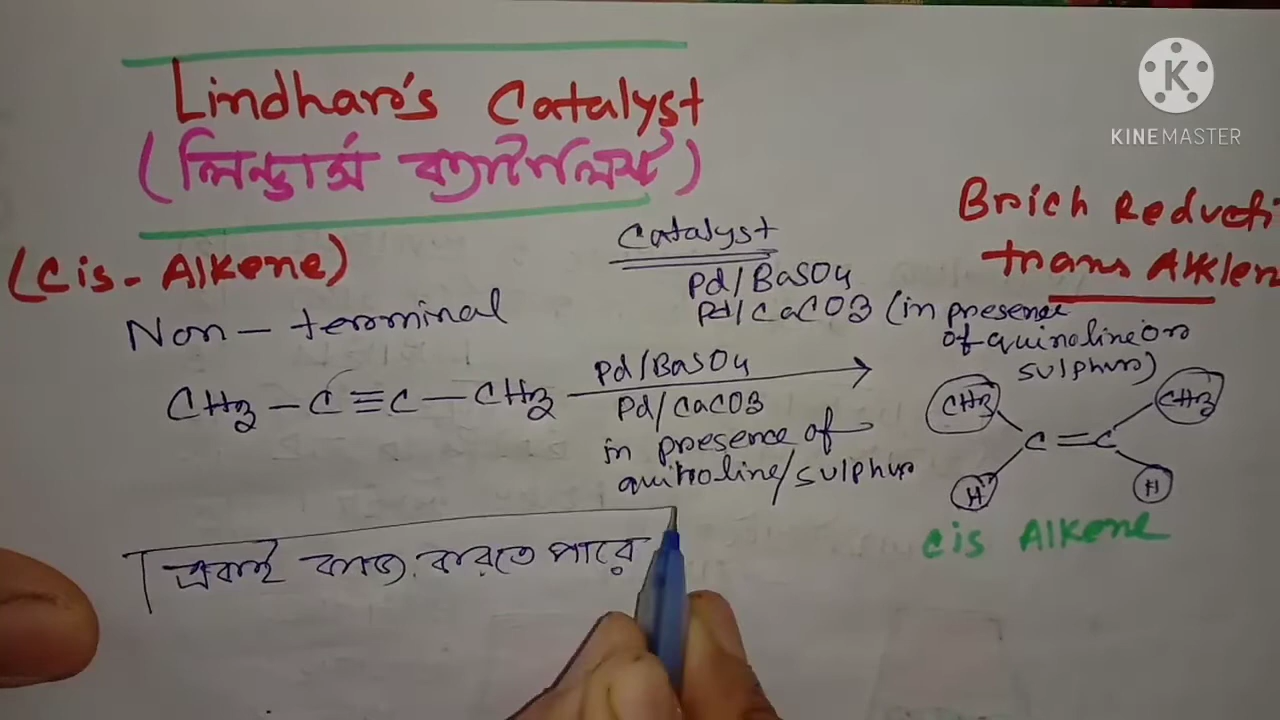 Lindhar's Catalyst
(লিন্ডার্স ক্যাটালিস্ট)
KINEMASTER
Brich Reducti
trans Alklen
(Cis-Alkene)
Catalyst
Pd/BaSO4
Pd/CaCO3 (in presence
of quinoline or
sulphur)
Non-terminal
CH3-C≡C-CH3
Pd/BaSO4
Pd/CaCO3
in presence of
quinoline/sulphur
CH3 CH3
C=C
H H
cis Alkene
একই কাজ করতে পারে